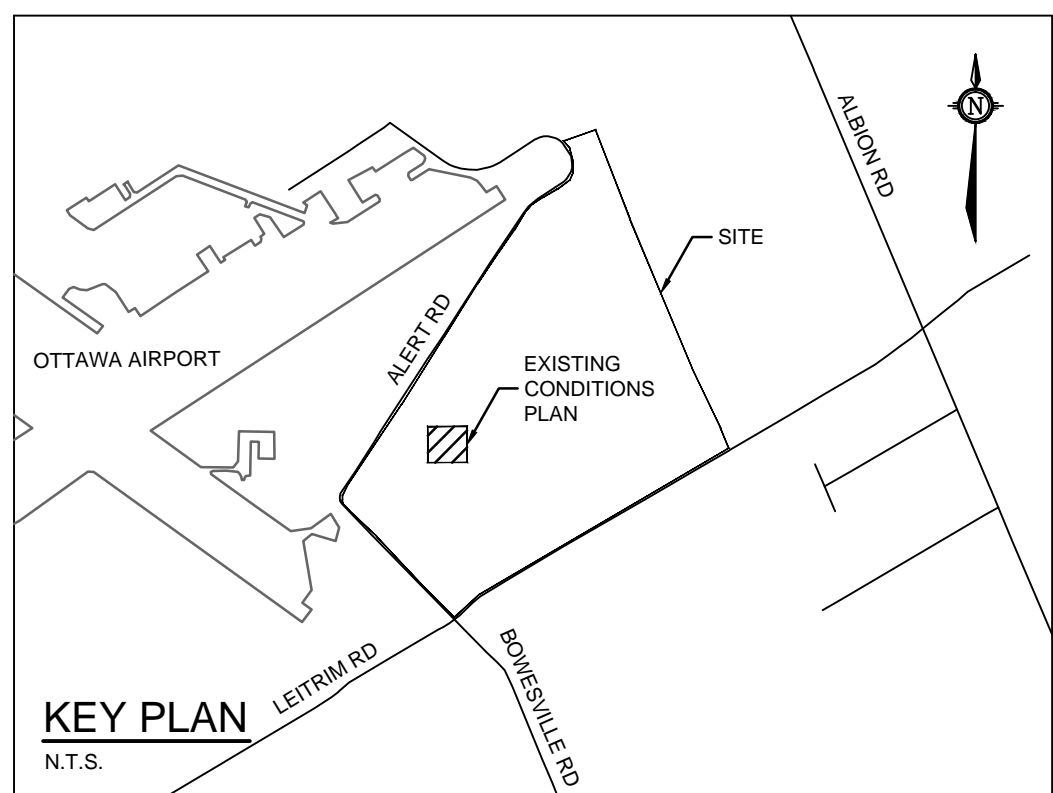 ALBION RD
N
SITE
ALERT RD
OTTAWA AIRPORT
EXISTING
CONDITIONS
PLAN
LEITRIM RD
BOWESVILLE RD
KEY PLAN
N.T.S.